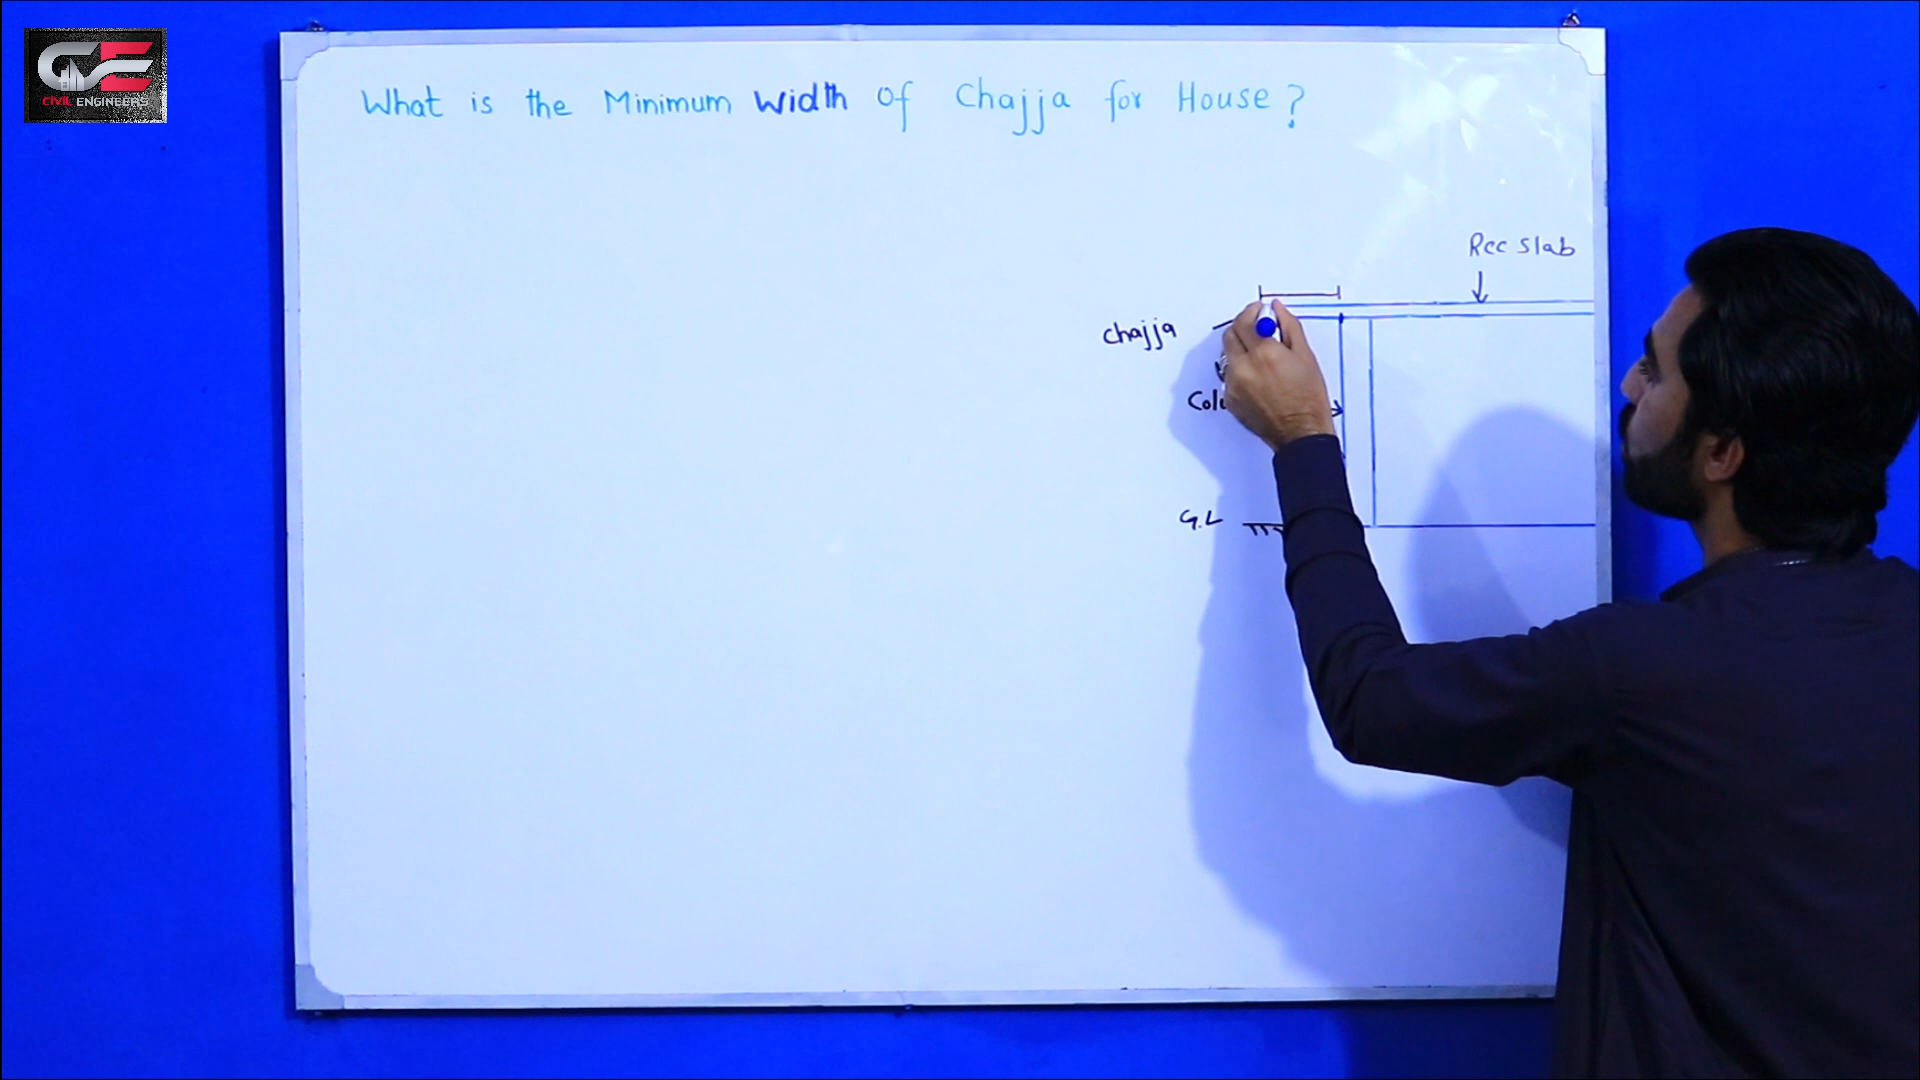 CIVIL ENGINEERS
What is the Minimum Width of Chajja for House?
Rcc slab
Chajja
G.L